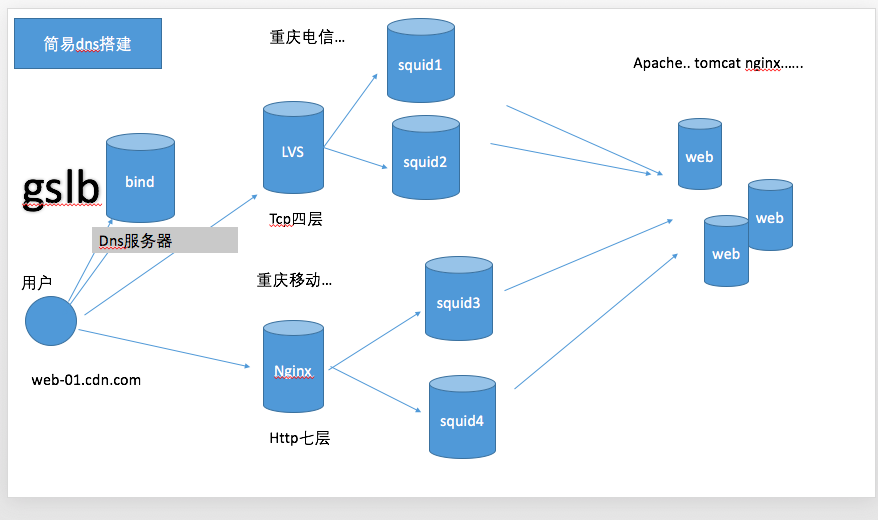 简易dns搭建
重庆电信...
squid1
Apache.. tomcat nginx......
LVS
squid2
web
gslb
bind
web
Tcp四层
Dns服务器
web
用户
重庆移动...
squid3
Nginx
web-01.cdn.com
squid4
Http七层